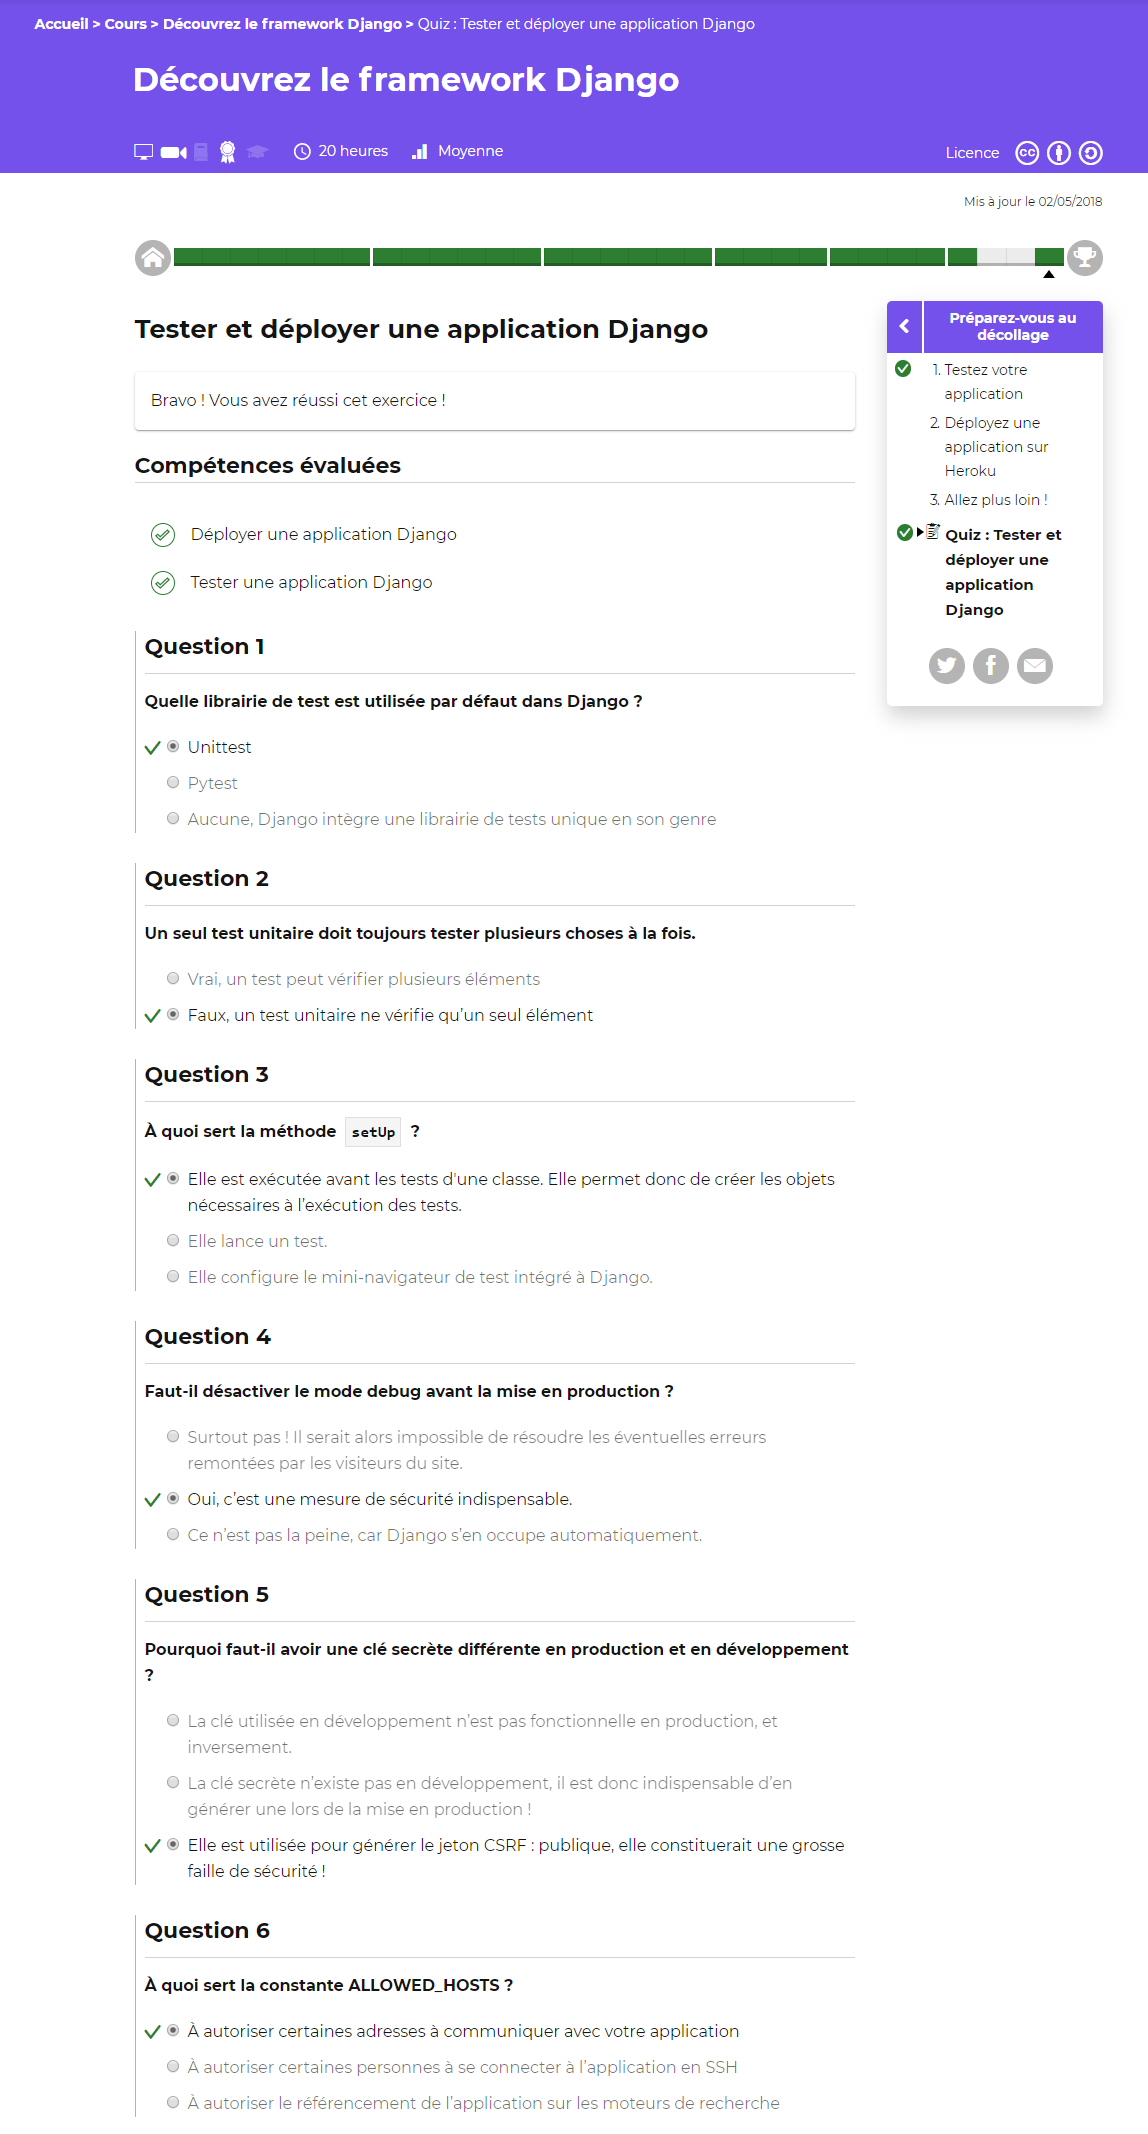 Accueil > Cours > Découvrez le framework Django > Quiz : Tester et déployer une application Django
Découvrez le framework Django
20 heures
Moyenne
Licence
Mis à jour le 02/05/2018
Tester et déployer une application Django
Bravo ! Vous avez réussi cet exercice !
Compétences évaluées
Déployer une application Django
Tester une application Django
Question 1
Quelle librairie de test est utilisée par défaut dans Django ?
Unittest
Pytest
Aucune, Django intègre une librairie de tests unique en son genre
Question 2
Un seul test unitaire doit toujours tester plusieurs choses à la fois.
Vrai, un test peut vérifier plusieurs éléments
Faux, un test unitaire ne vérifie qu’un seul élément
Question 3
À quoi sert la méthode setUp ?
Elle est exécutée avant les tests d'une classe. Elle permet donc de créer les objets
nécessaires à l’exécution des tests.
Elle lance un test.
Elle configure le mini-navigateur de test intégré à Django.
Question 4
Faut-il désactiver le mode debug avant la mise en production ?
Surtout pas ! Il serait alors impossible de résoudre les éventuelles erreurs
remontées par les visiteurs du site.
Oui, c’est une mesure de sécurité indispensable.
Ce n’est pas la peine, car Django s’en occupe automatiquement.
Question 5
Pourquoi faut-il avoir une clé secrète différente en production et en développement
?
La clé utilisée en développement n’est pas fonctionnelle en production, et
inversement.
La clé secrète n’existe pas en développement, il est donc indispensable d’en
générer une lors de la mise en production !
Elle est utilisée pour générer le jeton CSRF : publique, elle constituerait une grosse
faille de sécurité !
Question 6
À quoi sert la constante ALLOWED_HOSTS ?
À autoriser certaines adresses à communiquer avec votre application
À autoriser certaines personnes à se connecter à l’application en SSH
À autoriser le référencement de l’application sur les moteurs de recherche
Préparez-vous au
décollage
1. Testez votre
application
2. Déployez une
application sur
Heroku
3. Allez plus loin !
Quiz : Tester et
déployer une
application
Django